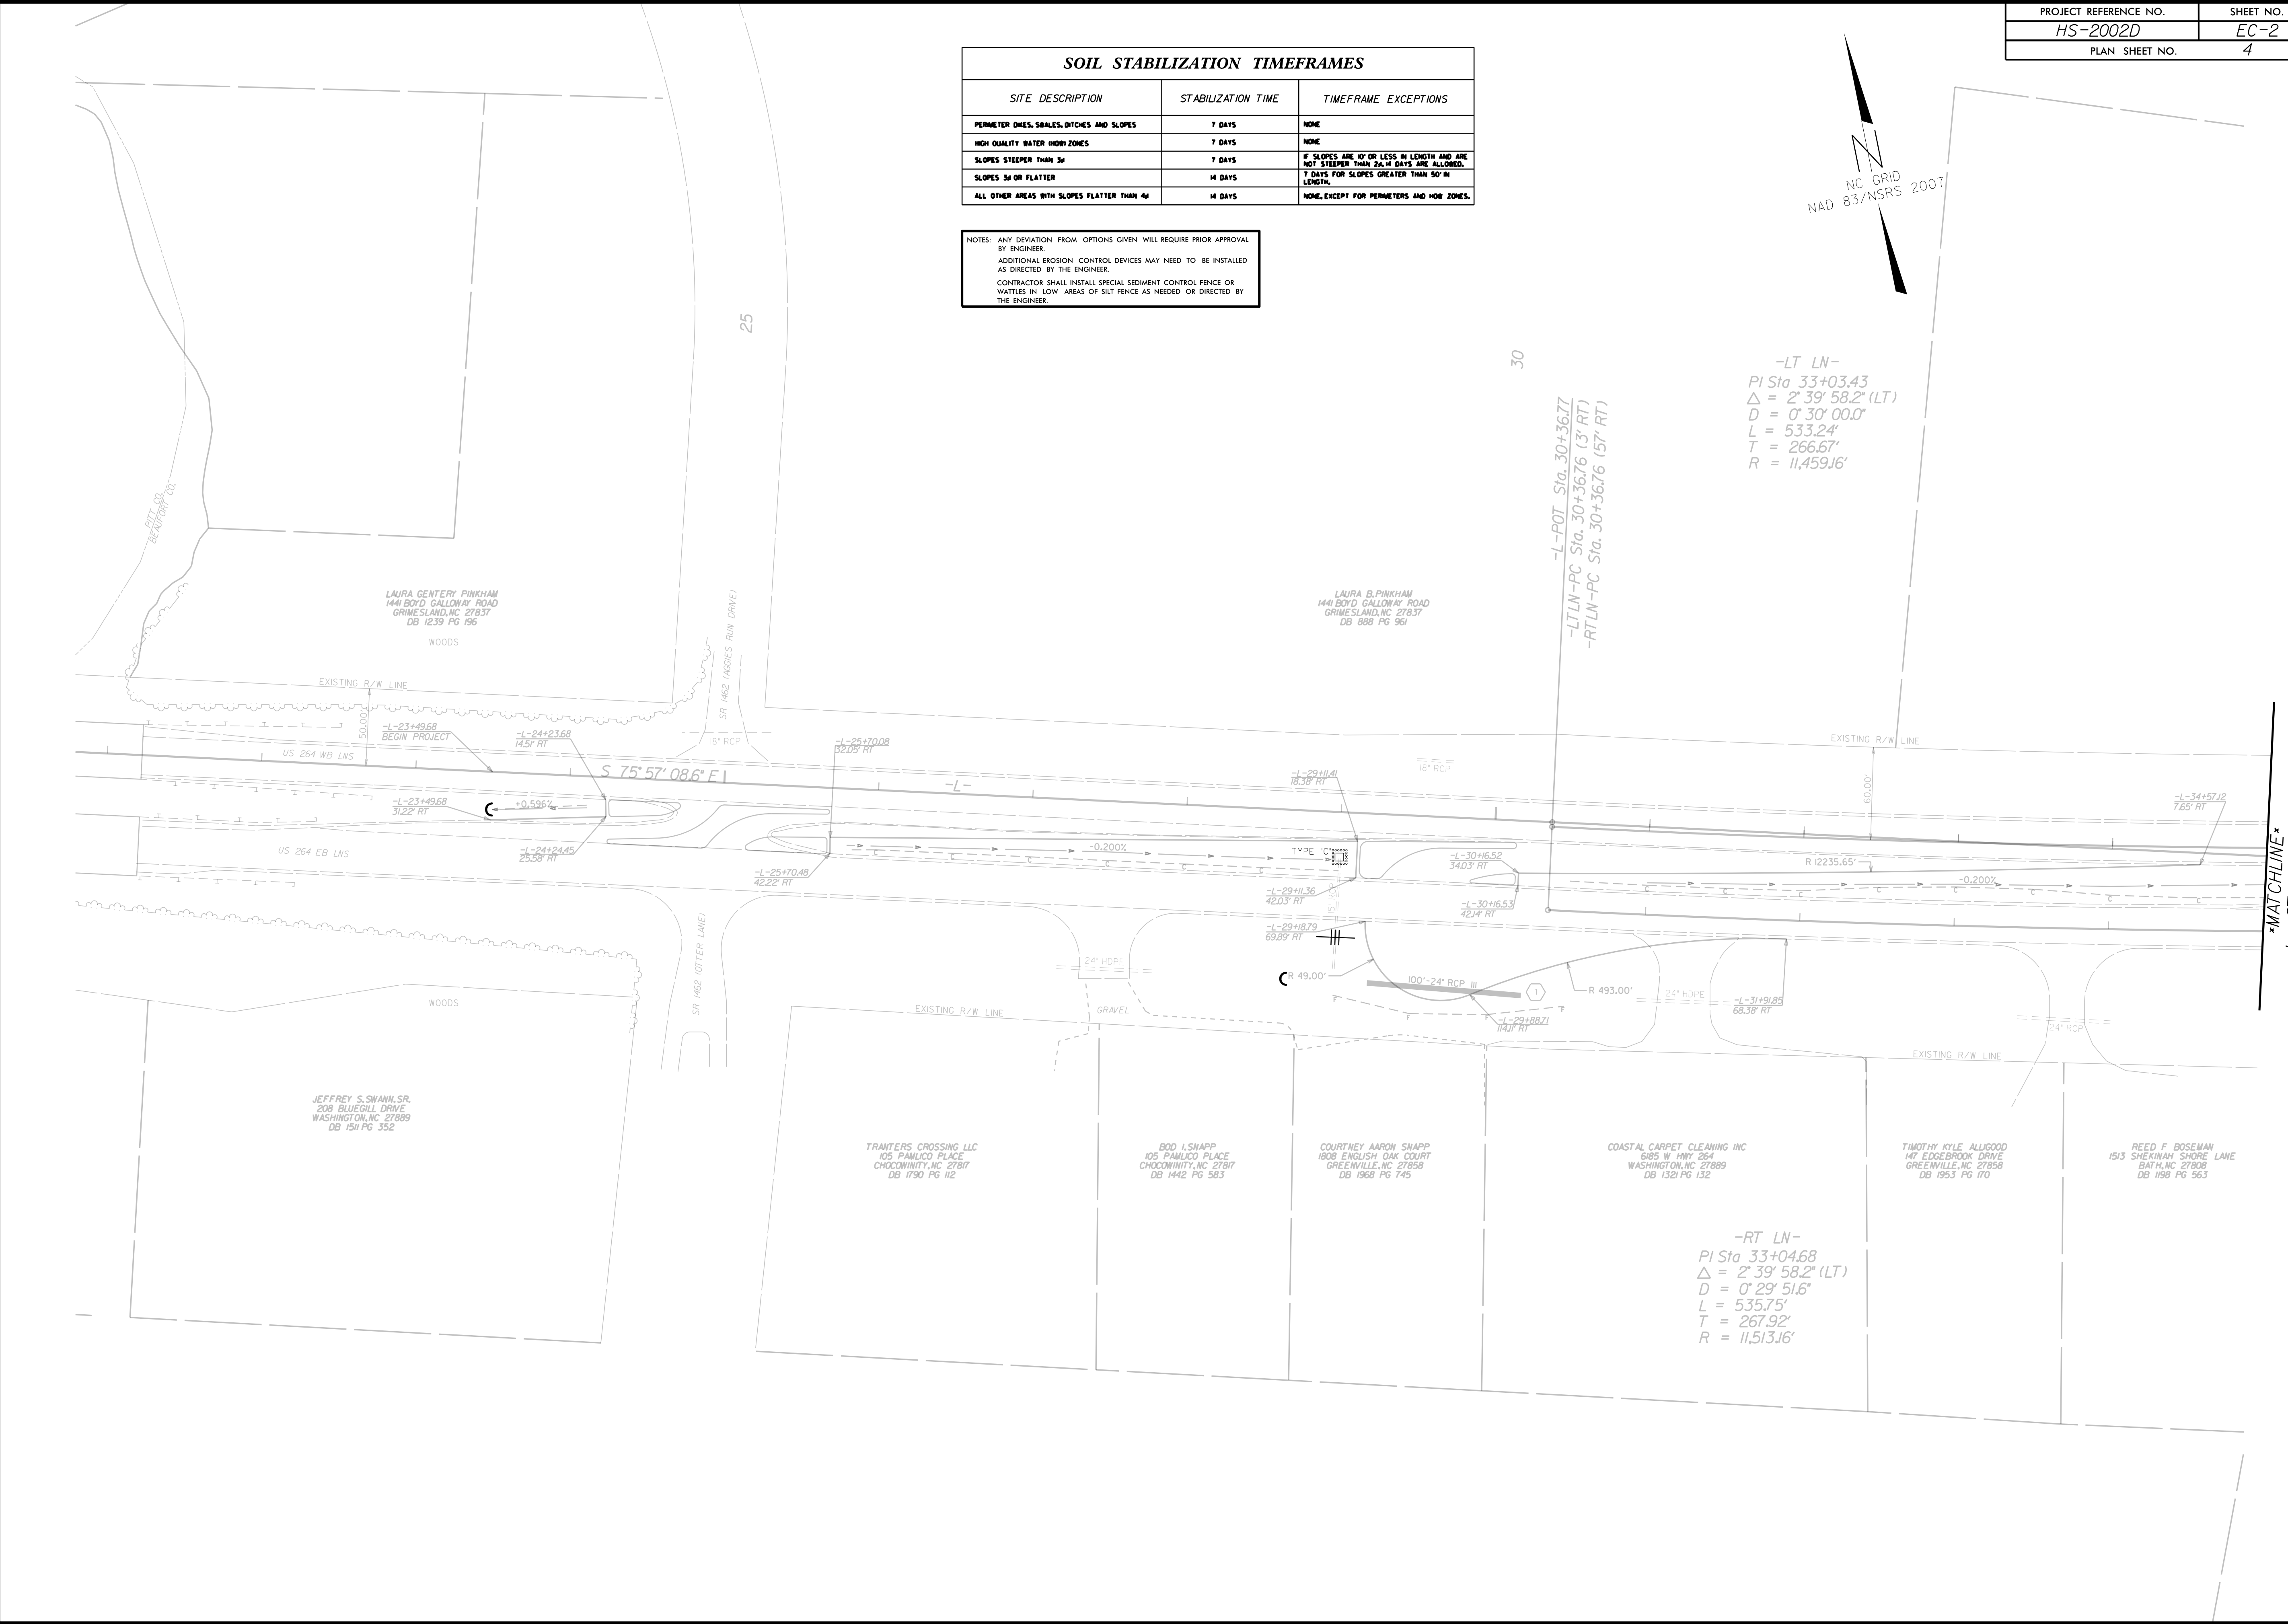 PROJECT REFERENCE NO.
SHEET NO.
HS-2002D
EC-2
PLAN SHEET NO.
4
SOIL STABILIZATION TIMEFRAMES
SITE DESCRIPTION
STABILIZATION TIME
TIMEFRAME EXCEPTIONS
PERIMETER DIKES, SWALES, DITCHES AND SLOPES
7 DAYS
NONE
HIGH QUALITY WATER (HQW) ZONES
7 DAYS
NONE
SLOPES STEEPER THAN 3:1
7 DAYS
IF SLOPES ARE 10' OR LESS IN LENGTH AND ARE
NOT STEEPER THAN 2:1, 14 DAYS ARE ALLOWED.
SLOPES 3:1 OR FLATTER
14 DAYS
7 DAYS FOR SLOPES GREATER THAN 50' IN
LENGTH.
ALL OTHER AREAS WITH SLOPES FLATTER THAN 4:1
14 DAYS
NONE, EXCEPT FOR PERIMETERS AND HQW ZONES.
NOTES: ANY DEVIATION FROM OPTIONS GIVEN WILL REQUIRE PRIOR APPROVAL
BY ENGINEER.
ADDITIONAL EROSION CONTROL DEVICES MAY NEED TO BE INSTALLED
AS DIRECTED BY THE ENGINEER.
CONTRACTOR SHALL INSTALL SPECIAL SEDIMENT CONTROL FENCE OR
WATTLES IN LOW AREAS OF SILT FENCE AS NEEDED OR DIRECTED BY
THE ENGINEER.
NC GRID
NAD 83/NSRS 2007
25
30
-LT LN-
PI Sta 33+03.43
Δ = 2° 39' 58.2" (LT)
D = 0° 30' 00.0"
L = 533.24'
T = 266.67'
R = 11,459.16'
-L-POT Sta. 30+36.77
-LTLN-PC Sta. 30+36.76 (3' RT)
-RTLN-PC Sta. 30+36.76 (57' RT)
PITT CO.
BEAUFORT CO.
LAURA GENTERY PINKHAM
1441 BOYD GALLOWAY ROAD
GRIMESLAND, NC 27837
DB 1239 PG 196
WOODS
SR 1462 (AGGIES RUN DRIVE)
LAURA B. PINKHAM
1441 BOYD GALLOWAY ROAD
GRIMESLAND, NC 27837
DB 888 PG 961
EXISTING R/W LINE
50.00'
-L-23+49.68
BEGIN PROJECT
-L-24+23.68
14.51' RT
18" RCP
-L-25+70.08
32.05' RT
EXISTING R/W LINE
US 264 WB LNS
S 75° 57' 08.6" E
-L-
-L-29+11.41
18.38' RT
18" RCP
60.00'
-L-34+57.12
7.65' RT
-L-23+49.68
31.22' RT
C
+0.596%
US 264 EB LNS
-L-24+24.45
25.58' RT
-L-25+70.48
42.22' RT
-0.200%
C C C C C
TYPE "C"
15" RCP
-L-29+11.36
42.03' RT
-L-30+16.52
34.03' RT
-L-30+16.53
42.14' RT
R 12235.65'
-0.200%
C C C C C C
*MATCHLINE*
-L-29+18.79
69.89' RT
C
R 49.00'
100'-24" RCP III
1
R 493.00'
-L-29+88.71
114.11' RT
-L-31+91.85
68.38' RT
F F F F
24" HDPE
24" HDPE
24" RCP
SR 1462 (OTTER LANE)
WOODS
EXISTING R/W LINE
GRAVEL
EXISTING R/W LINE
JEFFREY S. SWANN, SR.
208 BLUEGILL DRIVE
WASHINGTON, NC 27889
DB 1511 PG 352
TRANTERS CROSSING LLC
105 PAMLICO PLACE
CHOCOWINITY, NC 27817
DB 1790 PG 112
BOD I, SNAPP
105 PAMLICO PLACE
CHOCOWINITY, NC 27817
DB 1442 PG 583
COURTNEY AARON SNAPP
1808 ENGLISH OAK COURT
GREENVILLE, NC 27858
DB 1968 PG 745
COASTAL CARPET CLEANING INC
6185 W HWY 264
WASHINGTON, NC 27889
DB 1321 PG 132
TIMOTHY KYLE ALLIGOOD
147 EDGEBROOK DRIVE
GREENVILLE, NC 27858
DB 1953 PG 170
REED F BOSEMAN
1513 SHEKINAH SHORE LANE
BATH, NC 27808
DB 1198 PG 563
-RT LN-
PI Sta 33+04.68
Δ = 2° 39' 58.2" (LT)
D = 0° 29' 51.6"
L = 535.75'
T = 267.92'
R = 11,513.16'